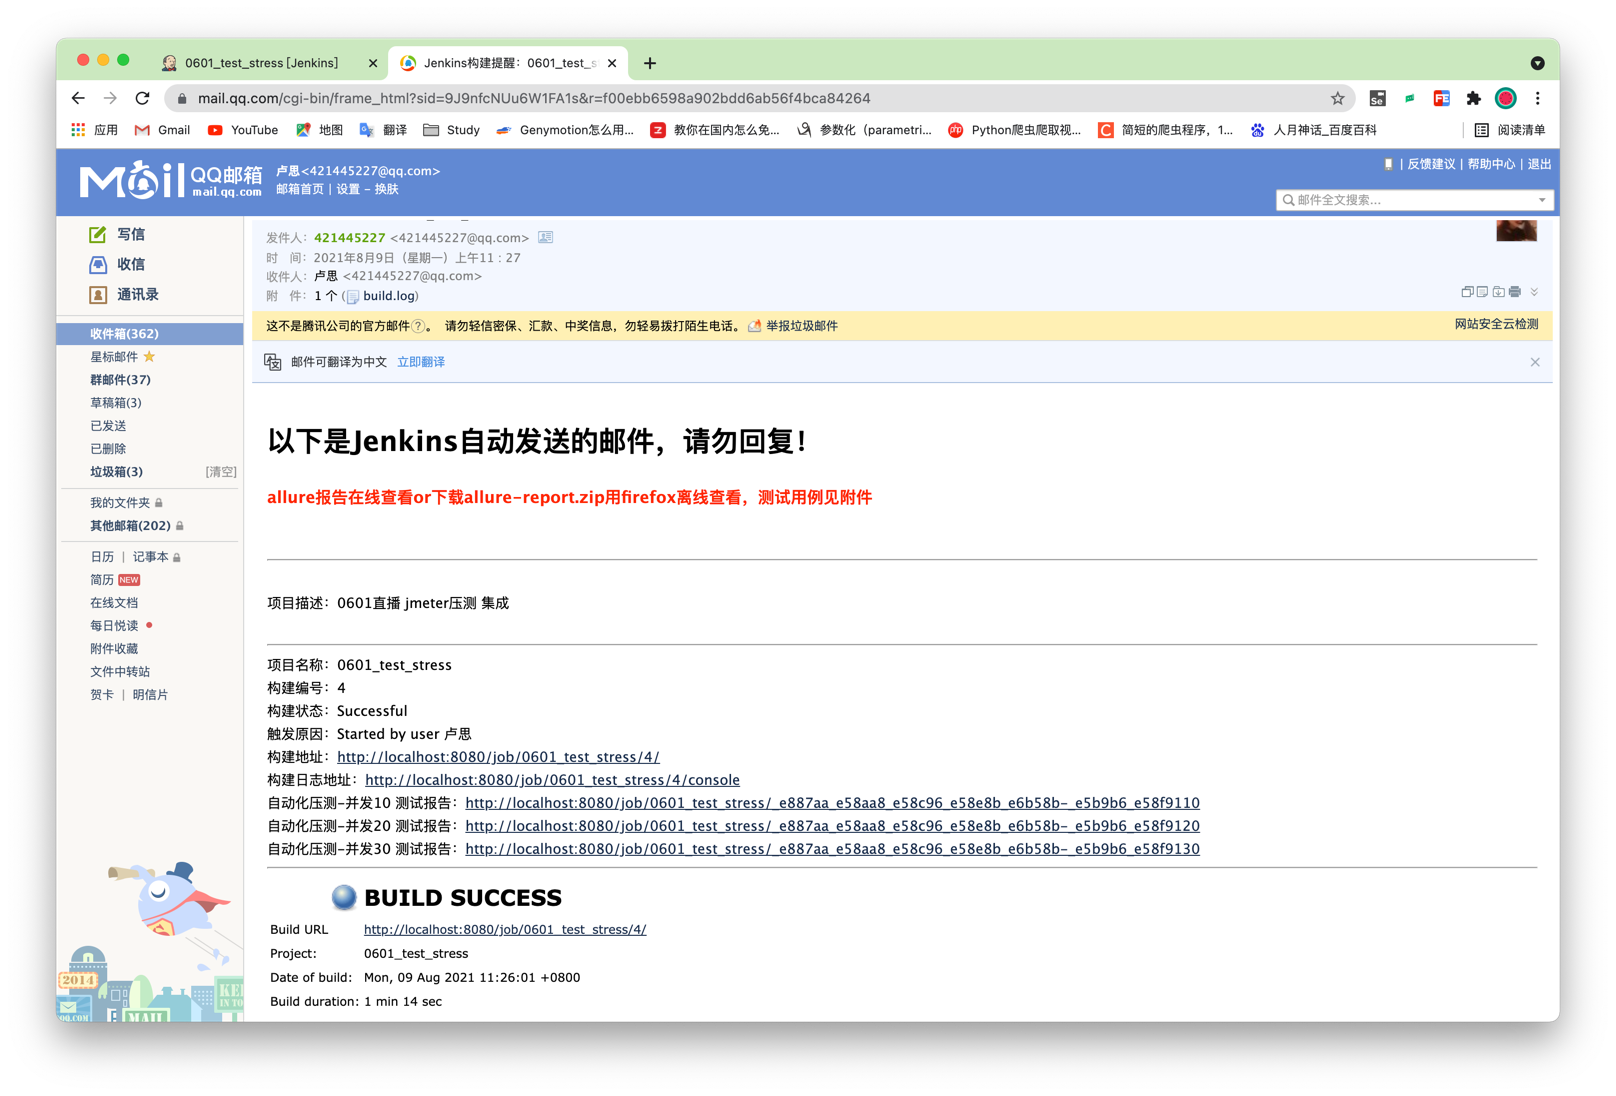 0601_test_stress [Jenkins]
Jenkins构建提醒：0601_test_s
mail.qq.com/cgi-bin/frame_html?sid=9J9nfcNUu6W1FA1s&r=f00ebb6598a902bdd6ab56f4bca84264
应用 Gmail YouTube 地图 翻译 Study Genymotion怎么用... 教你在国内怎么免... 参数化（parametri... Python爬虫爬取视... 简短的爬虫程序，1... 人月神话_百度百科 阅读清单
Mail QQ邮箱 mail.qq.com
卢思<421445227@qq.com>
邮箱首页 | 设置 - 换肤
| 反馈建议 | 帮助中心 | 退出
邮件全文搜索...
写信
收信
通讯录
收件箱(362)
星标邮件
群邮件(37)
草稿箱(3)
已发送
已删除
垃圾箱(3) [清空]
我的文件夹
其他邮箱(202)
日历 | 记事本
简历 NEW
在线文档
每日悦读
附件收藏
文件中转站
贺卡 | 明信片
2014
MAIL
发件人：421445227 <421445227@qq.com>
时 间：2021年8月9日（星期一）上午11：27
收件人：卢思 <421445227@qq.com>
附 件：1 个 (build.log)
这不是腾讯公司的官方邮件?。 请勿轻信密保、汇款、中奖信息，勿轻易拨打陌生电话。 举报垃圾邮件 网站安全云检测
邮件可翻译为中文 立即翻译
以下是Jenkins自动发送的邮件，请勿回复！
allure报告在线查看or下载allure-report.zip用firefox离线查看，测试用例见附件
项目描述：0601直播 jmeter压测 集成
项目名称：0601_test_stress
构建编号：4
构建状态：Successful
触发原因：Started by user 卢思
构建地址：http://localhost:8080/job/0601_test_stress/4/
构建日志地址：http://localhost:8080/job/0601_test_stress/4/console
自动化压测-并发10 测试报告：http://localhost:8080/job/0601_test_stress/_e887aa_e58aa8_e58c96_e58e8b_e6b58b-_e5b9b6_e58f9110
自动化压测-并发20 测试报告：http://localhost:8080/job/0601_test_stress/_e887aa_e58aa8_e58c96_e58e8b_e6b58b-_e5b9b6_e58f9120
自动化压测-并发30 测试报告：http://localhost:8080/job/0601_test_stress/_e887aa_e58aa8_e58c96_e58e8b_e6b58b-_e5b9b6_e58f9130
BUILD SUCCESS
Build URL http://localhost:8080/job/0601_test_stress/4/
Project: 0601_test_stress
Date of build: Mon, 09 Aug 2021 11:26:01 +0800
Build duration: 1 min 14 sec